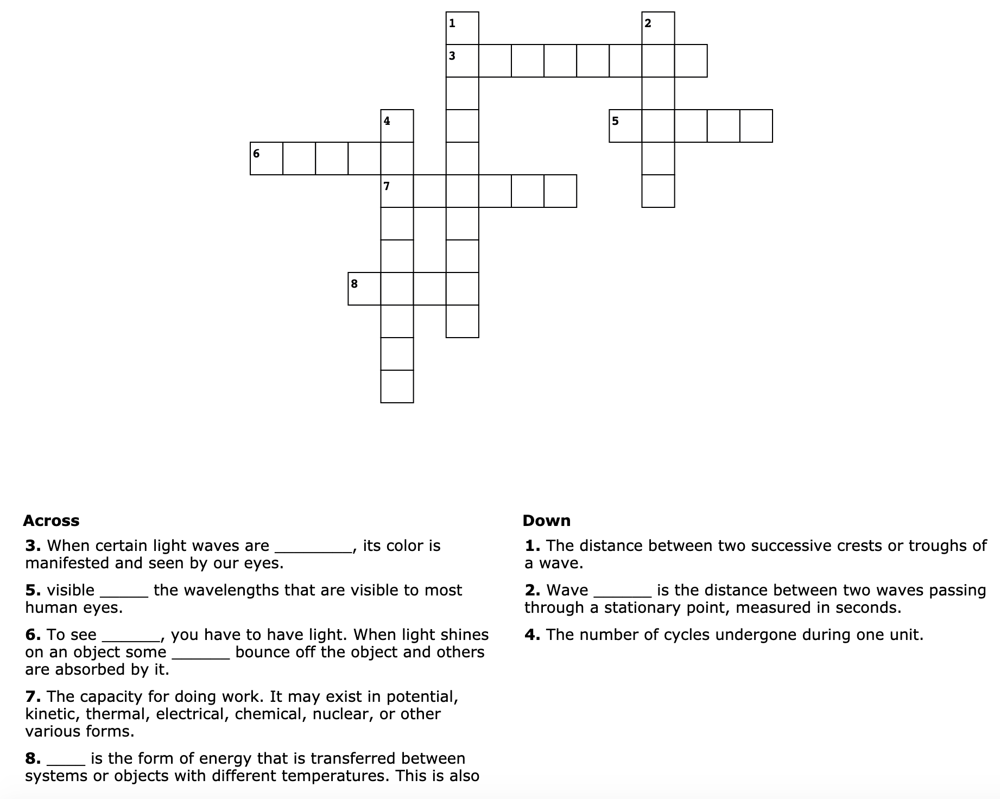 1
2
3
4
5
6
7
8
Across
3. When certain light waves are _________, its color is
manifested and seen by our eyes.
5. visible _____ the wavelengths that are visible to most
human eyes.
6. To see ______, you have to have light. When light shines
on an object some ______ bounce off the object and others
are absorbed by it.
7. The capacity for doing work. It may exist in potential,
kinetic, thermal, electrical, chemical, nuclear, or other
various forms.
8. ____ is the form of energy that is transferred between
systems or objects with different temperatures. This is also
Down
1. The distance between two successive crests or troughs of
a wave.
2. Wave ______ is the distance between two waves passing
through a stationary point, measured in seconds.
4. The number of cycles undergone during one unit.